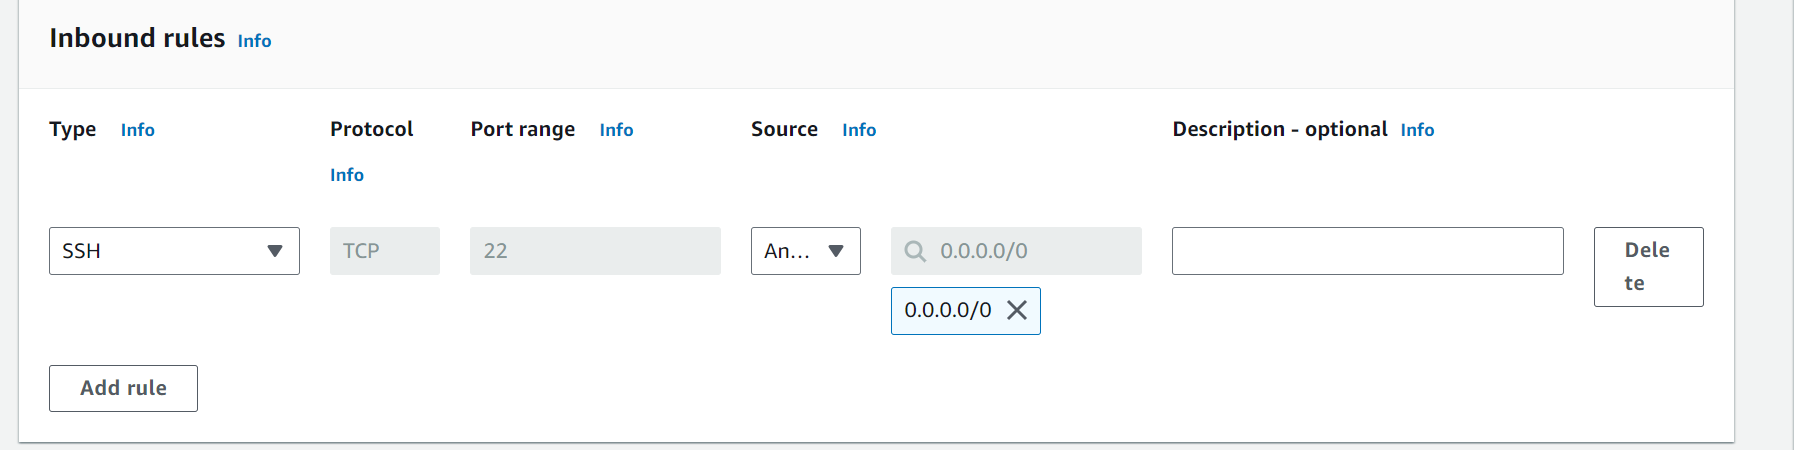 Inbound rules Info
Type Info Protocol Info Port range Info Source Info Description - optional Info
SSH TCP 22 An... 0.0.0.0/0
0.0.0.0/0
Dele
te
Add rule